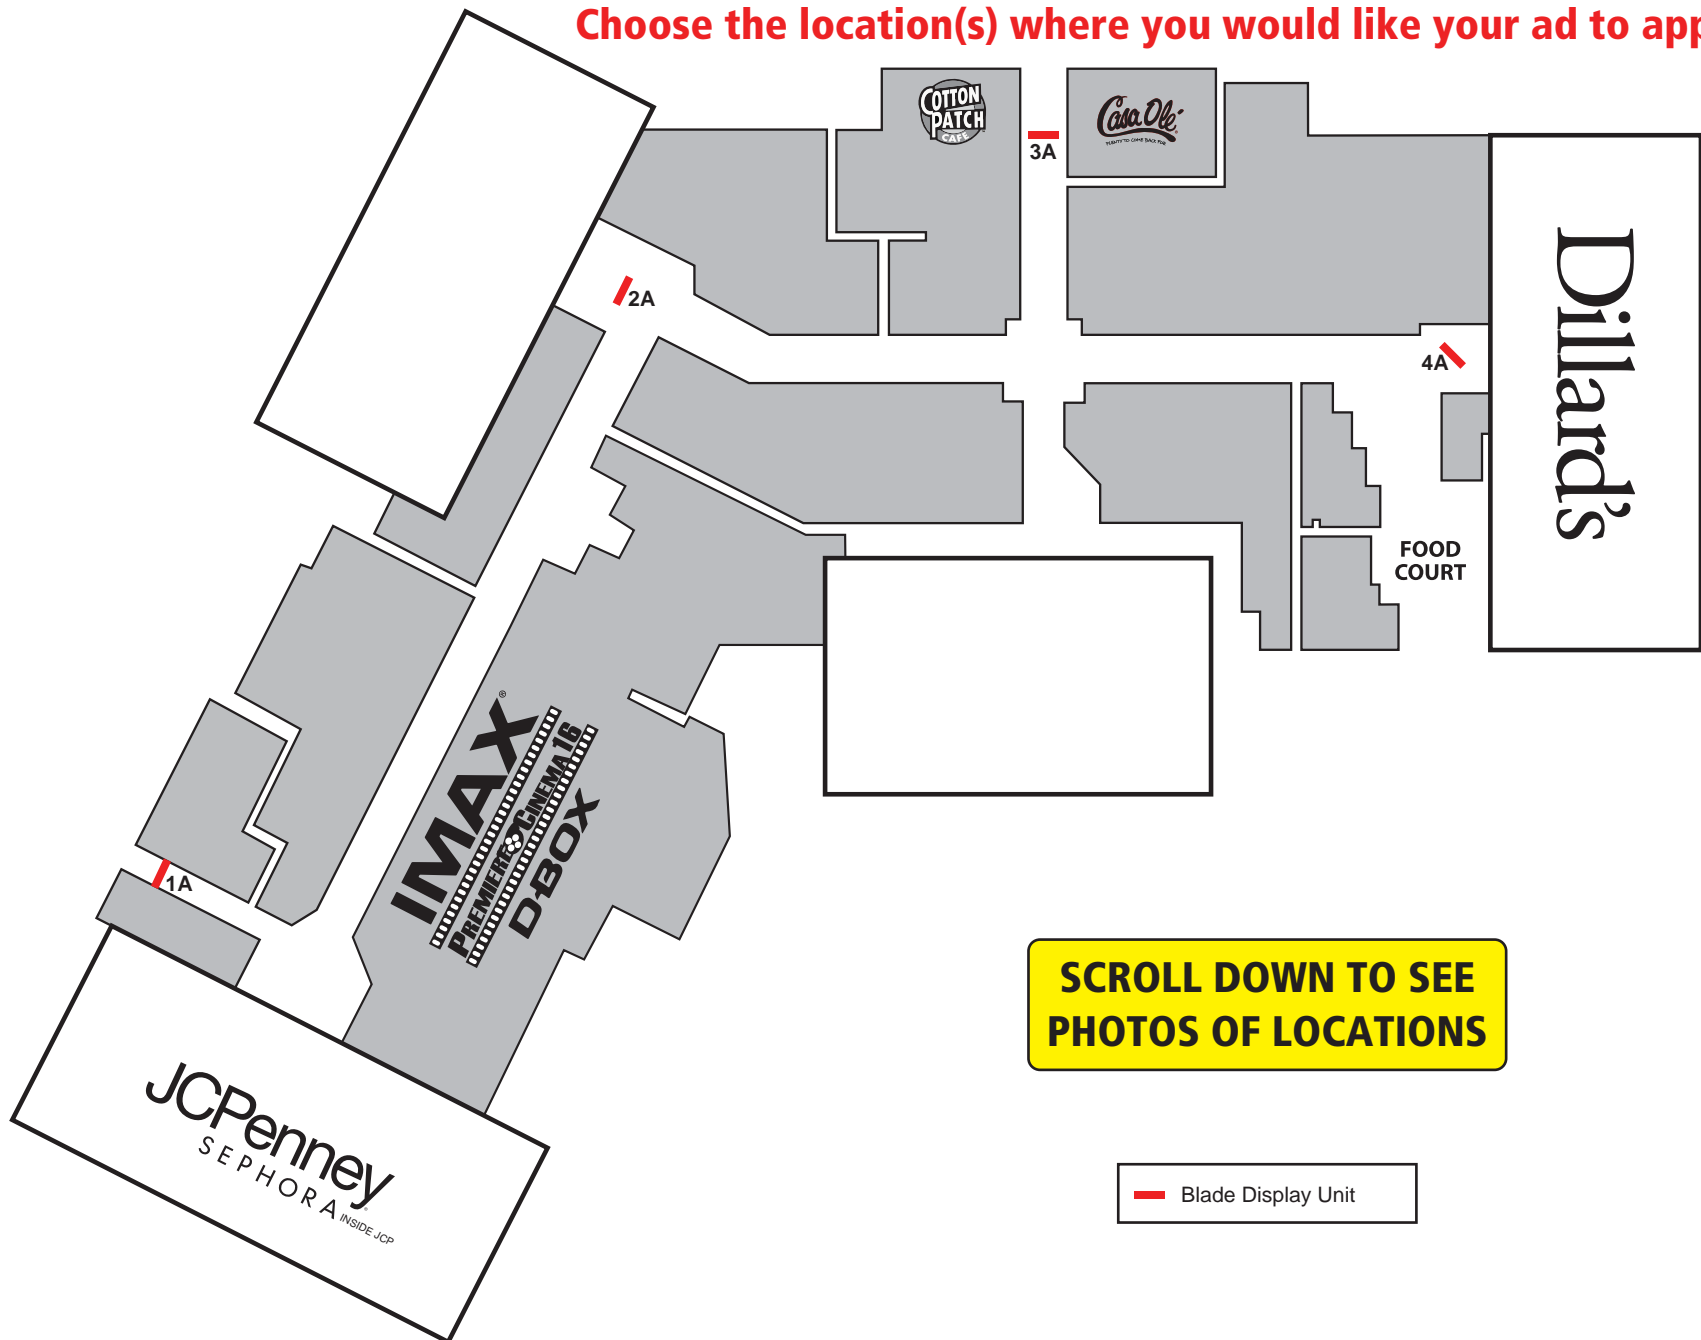 Choose the location(s) where you would like your ad to app
COTTON
PATCH
CAFE
Casa Olé
3A
2A
4A
Dillard's
FOOD
COURT
IMAX®
PREMIERE CINEMA 16
D-BOX
1A
SCROLL DOWN TO SEE
PHOTOS OF LOCATIONS
JCPenney
SEPHORA INSIDE JCP
Blade Display Unit